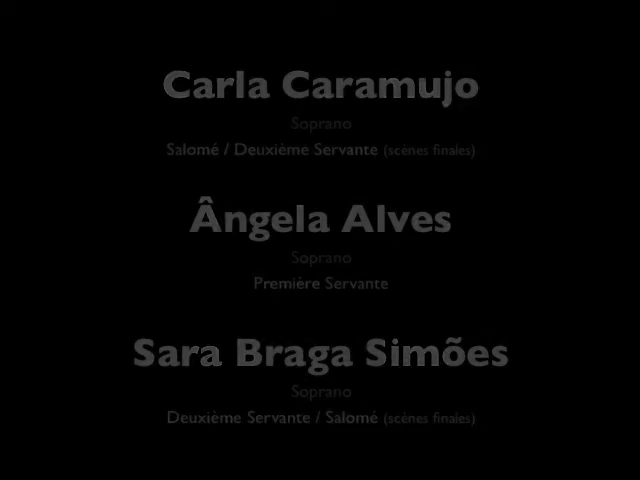 Carla Caramujo
Soprano
Salomé / Deuxième Servante (scènes finales)
Ângela Alves
Soprano
Première Servante
Sara Braga Simões
Soprano
Deuxième Servante / Salomé (scènes finales)